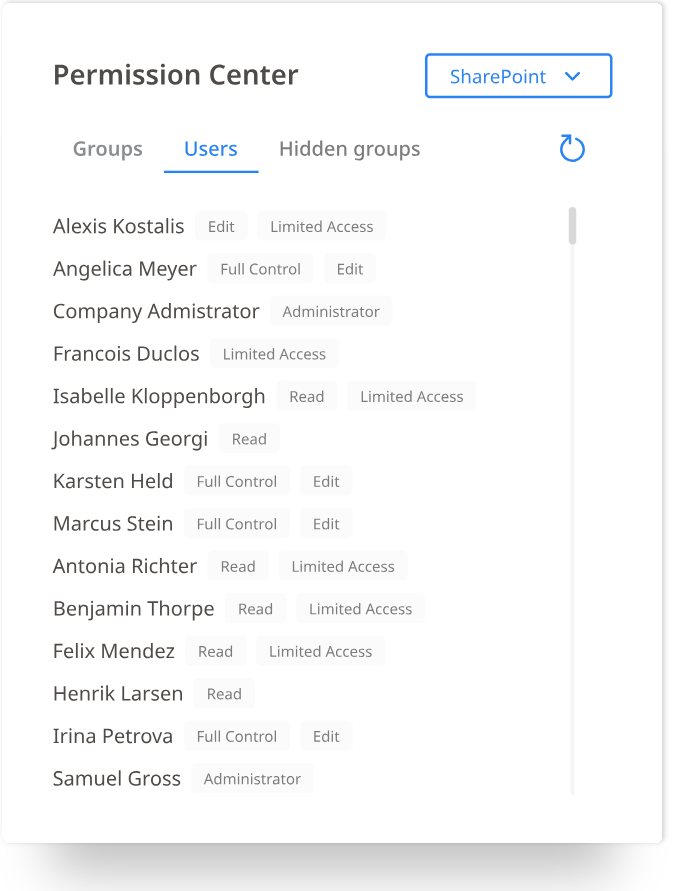 Permission Center SharePoint
Groups Users Hidden groups
Alexis Kostalis Edit Limited Access
Angelica Meyer Full Control Edit
Company Admistrator Administrator
Francois Duclos Limited Access
Isabelle Kloppenborgh Read Limited Access
Johannes Georgi Read
Karsten Held Full Control Edit
Marcus Stein Full Control Edit
Antonia Richter Read Limited Access
Benjamin Thorpe Read Limited Access
Felix Mendez Read Limited Access
Henrik Larsen Read
Irina Petrova Full Control Edit
Samuel Gross Administrator